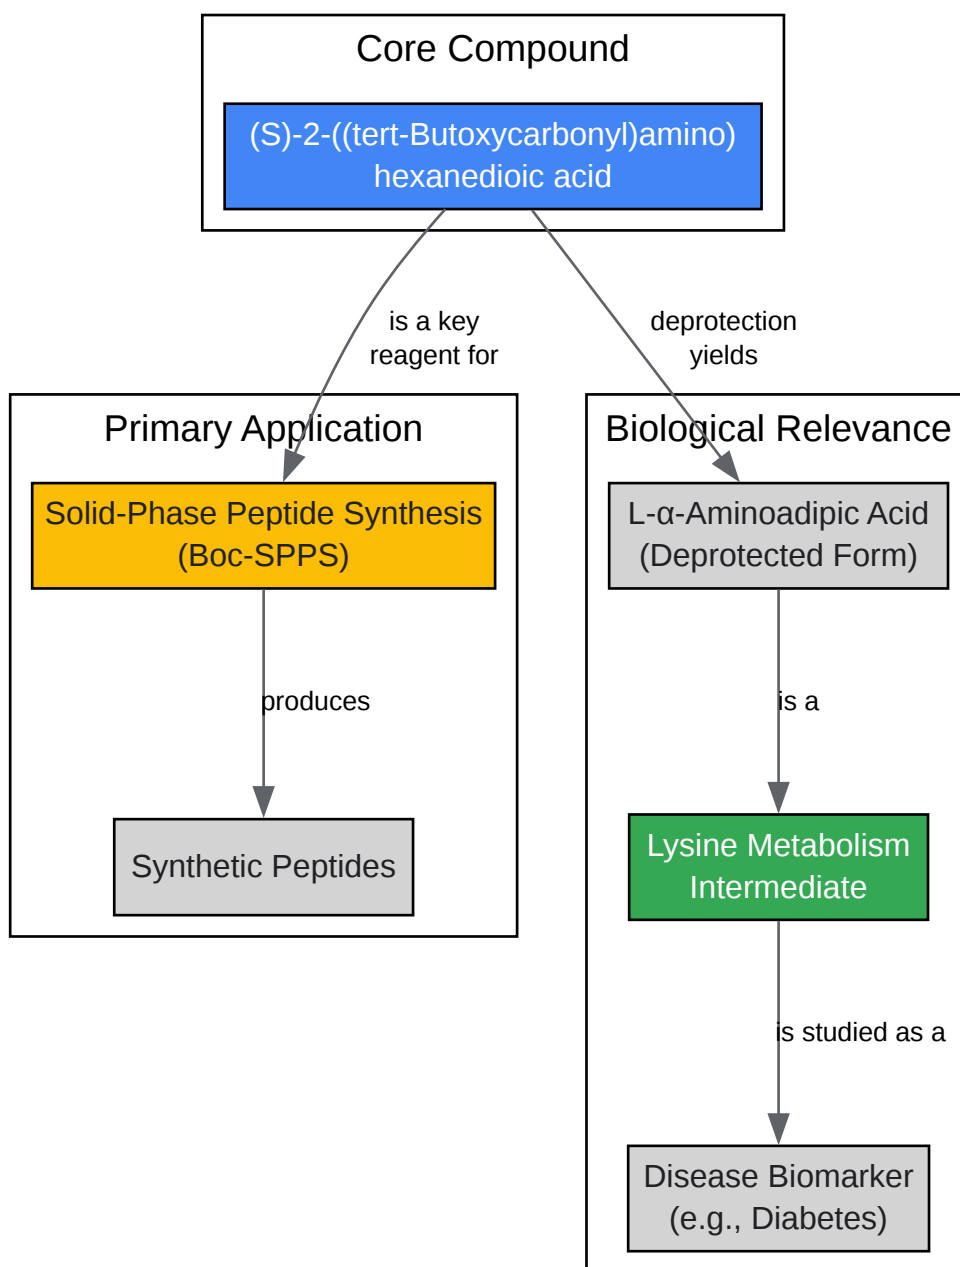 Core Compound
(S)-2-((tert-Butoxycarbonyl)amino)
hexanedioic acid
is a key
reagent for
deprotection
yields
Primary Application
Solid-Phase Peptide Synthesis
(Boc-SPPS)
produces
Synthetic Peptides
Biological Relevance
L-α-Aminoadipic Acid
(Deprotected Form)
is a
Lysine Metabolism
Intermediate
is studied as a
Disease Biomarker
(e.g., Diabetes)